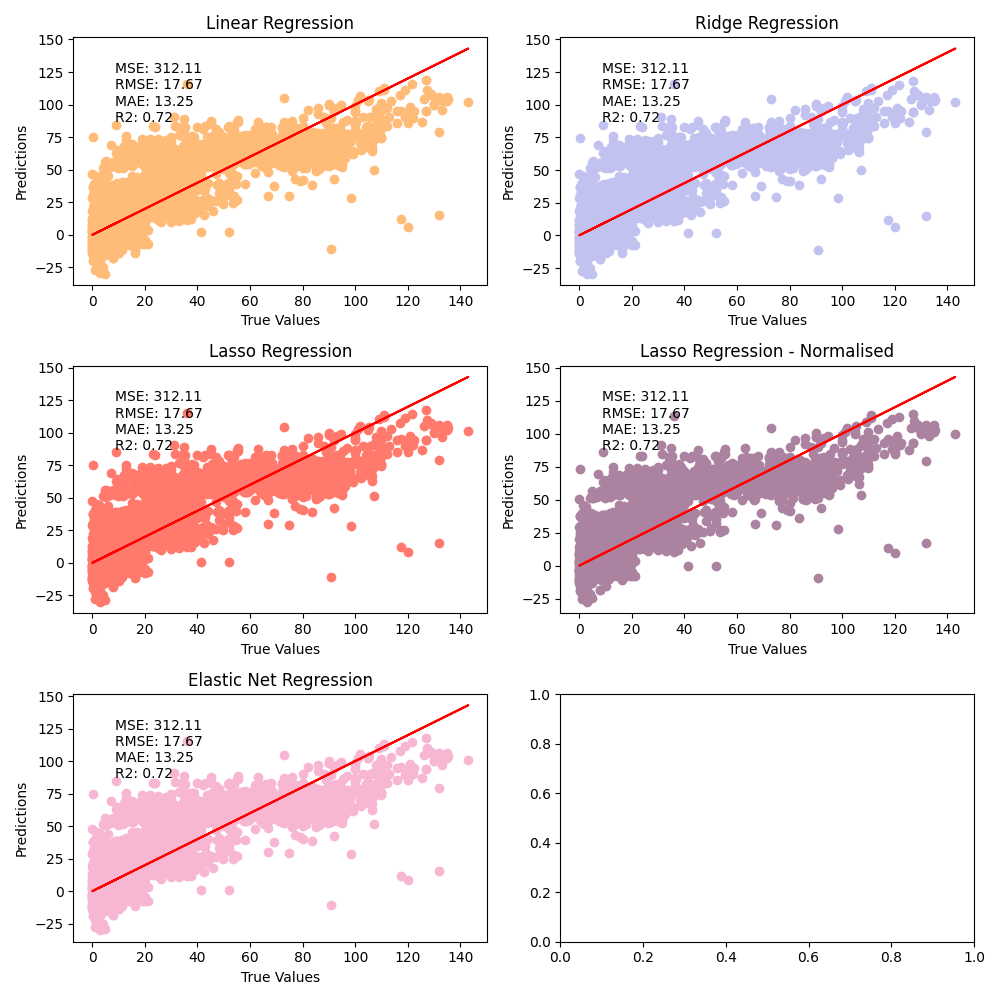 Linear Regression
150
125
100
75
50
25
0
−25
Predictions
MSE: 312.11
RMSE: 17.67
MAE: 13.25
R2: 0.72
0 20 40 60 80 100 120 140
True Values
Ridge Regression
150
125
100
75
50
25
0
−25
Predictions
MSE: 312.11
RMSE: 17.67
MAE: 13.25
R2: 0.72
0 20 40 60 80 100 120 140
True Values
Lasso Regression
150
125
100
75
50
25
0
−25
Predictions
MSE: 312.11
RMSE: 17.67
MAE: 13.25
R2: 0.72
0 20 40 60 80 100 120 140
True Values
Lasso Regression - Normalised
150
125
100
75
50
25
0
−25
Predictions
MSE: 312.11
RMSE: 17.67
MAE: 13.25
R2: 0.72
0 20 40 60 80 100 120 140
True Values
Elastic Net Regression
150
125
100
75
50
25
0
−25
Predictions
MSE: 312.11
RMSE: 17.67
MAE: 13.25
R2: 0.72
0 20 40 60 80 100 120 140
True Values
1.0
0.8
0.6
0.4
0.2
0.0
0.0 0.2 0.4 0.6 0.8 1.0